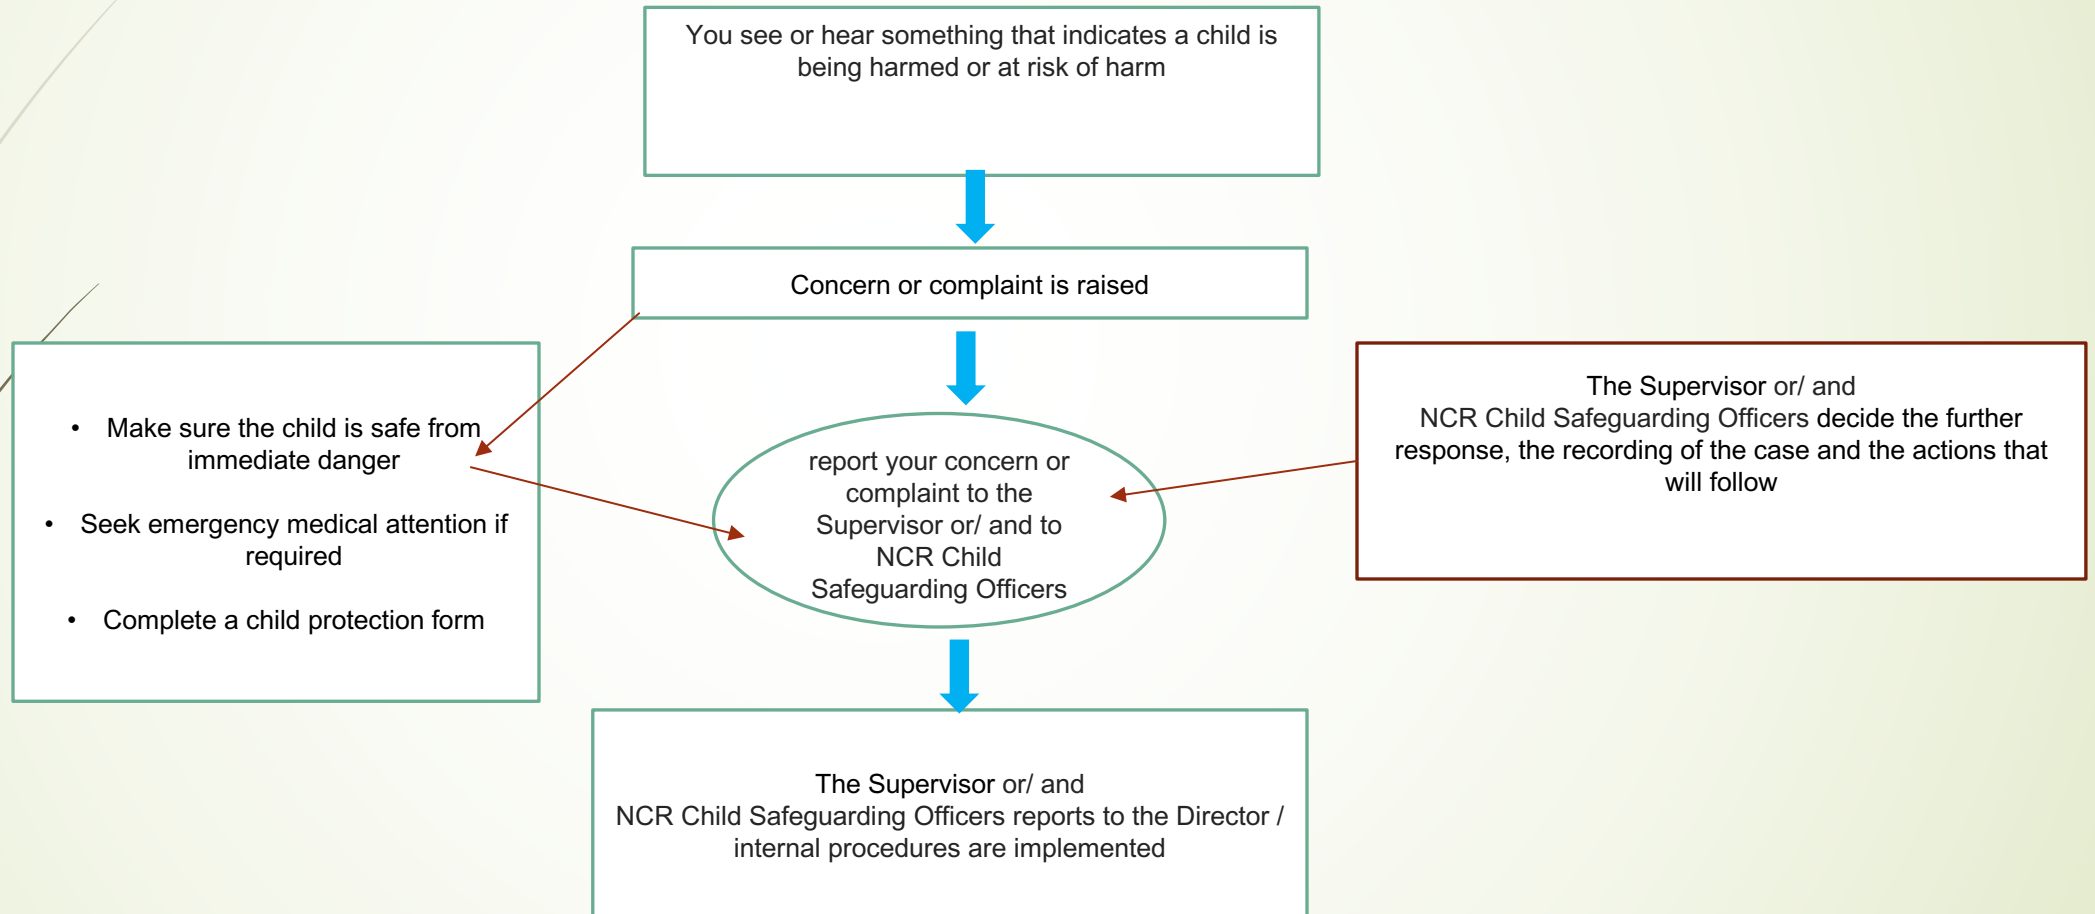 You see or hear something that indicates a child is
being harmed or at risk of harm
Concern or complaint is raised
• Make sure the child is safe from
immediate danger
• Seek emergency medical attention if
required
• Complete a child protection form
report your concern or
complaint to the
Supervisor or/ and to
NCR Child
Safeguarding Officers
The Supervisor or/ and
NCR Child Safeguarding Officers decide the further
response, the recording of the case and the actions that
will follow
The Supervisor or/ and
NCR Child Safeguarding Officers reports to the Director /
internal procedures are implemented